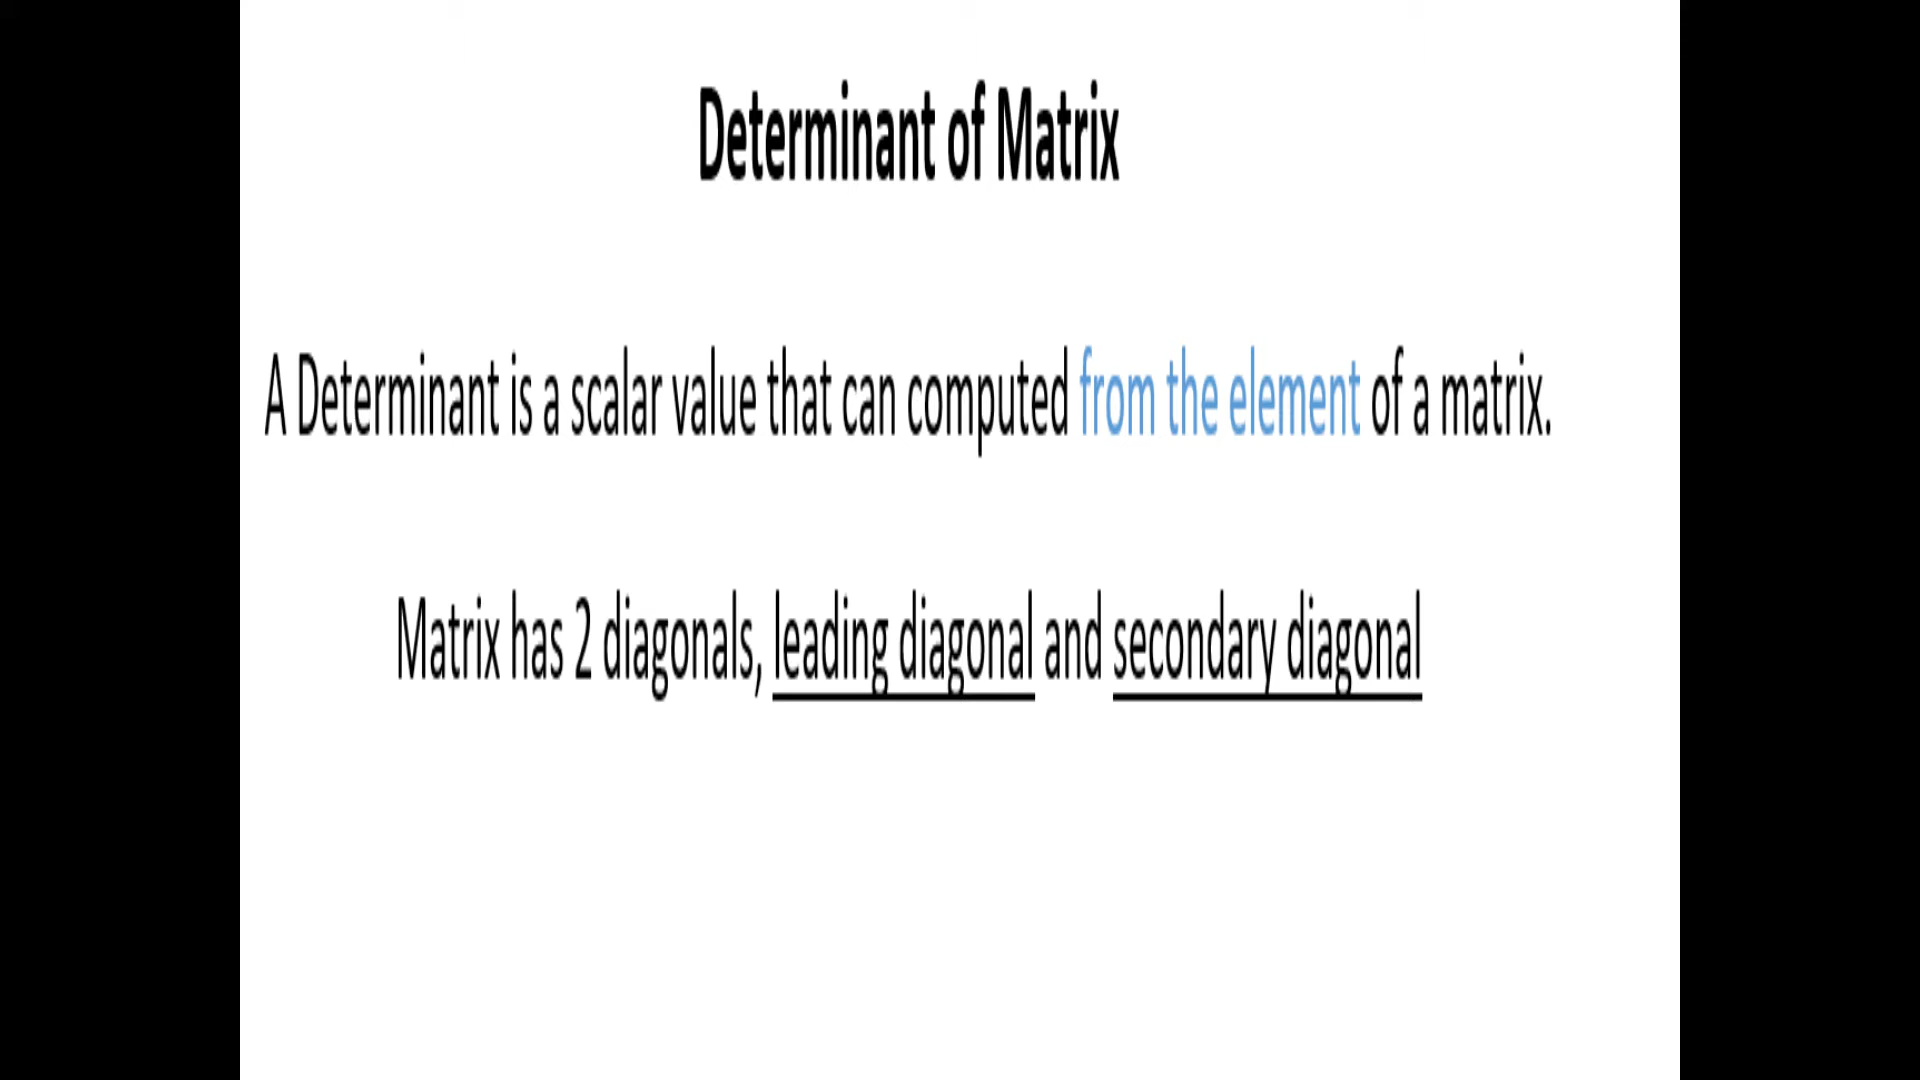 Determinant of Matrix
A Determinant is a scalar value that can computed from the element of a matrix.
Matrix has 2 diagonals, leading diagonal and secondary diagonal